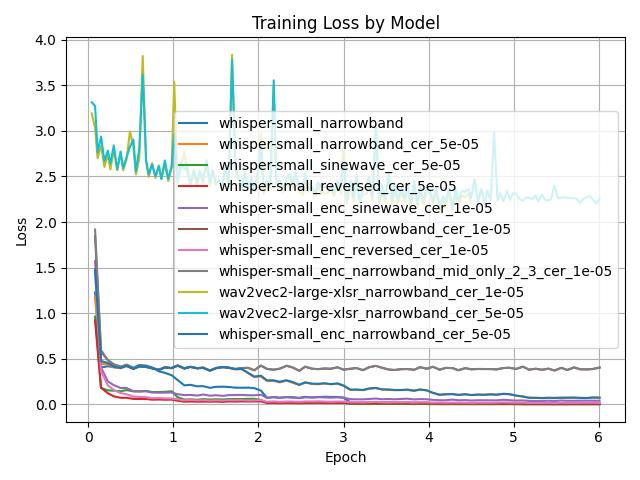 Training Loss by Model
4.0
3.5
3.0
2.5
2.0
1.5
1.0
0.5
0.0
Loss
whisper-small_narrowband
whisper-small_narrowband_cer_5e-05
whisper-small_sinewave_cer_5e-05
whisper-small_reversed_cer_5e-05
whisper-small_enc_sinewave_cer_1e-05
whisper-small_enc_narrowband_cer_1e-05
whisper-small_enc_reversed_cer_1e-05
whisper-small_enc_narrowband_mid_only_2_3_cer_1e-05
wav2vec2-large-xlsr_narrowband_cer_1e-05
wav2vec2-large-xlsr_narrowband_cer_5e-05
whisper-small_enc_narrowband_cer_5e-05
0 1 2 3 4 5 6
Epoch